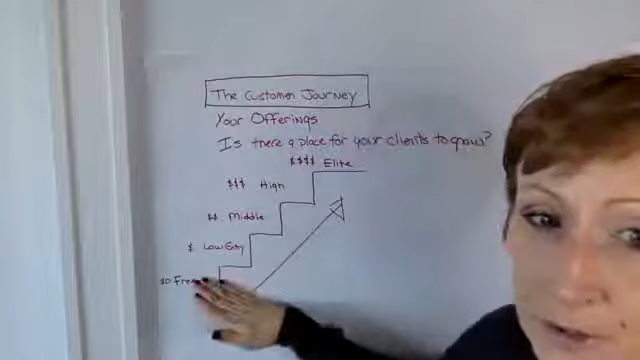 The Customer Journey
Your Offerings
Is there a place for your clients to grow?
$$$$ Elite
$$$ High
$$ Middle
$ Low Entry
$0 Free